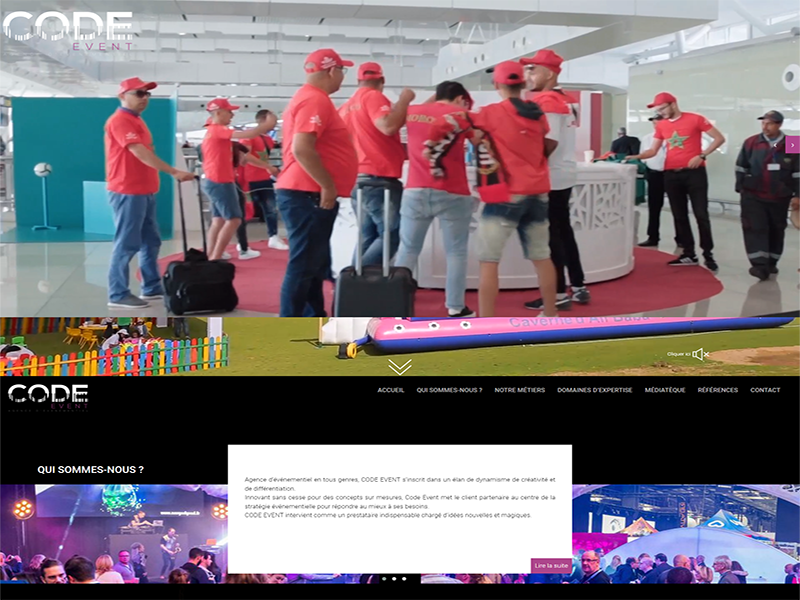 CODE
EVENT
Caverne d'Ali Baba
Cliquer ici
CODE
EVENT
ACCUEIL QUI SOMMES-NOUS ? NOTRE MÉTIERS DOMAINES D'EXPERTISE MÉDIATÈQUE RÉFÉRENCES CONTACT
QUI SOMMES-NOUS ?
Agence d'événementiel en tous genres, CODE EVENT s'inscrit dans un élan de dynamisme de créativité et
de différentiation.
Innovant sans cesse pour des concepts sur mesures, Code Event met le client partenaire au centre de la
stratégie événementielle pour répondre au mieux à ses besoins.
CODE EVENT intervient comme un prestataire indispensable chargé d'idées nouvelles et magiques.
Lire la suite